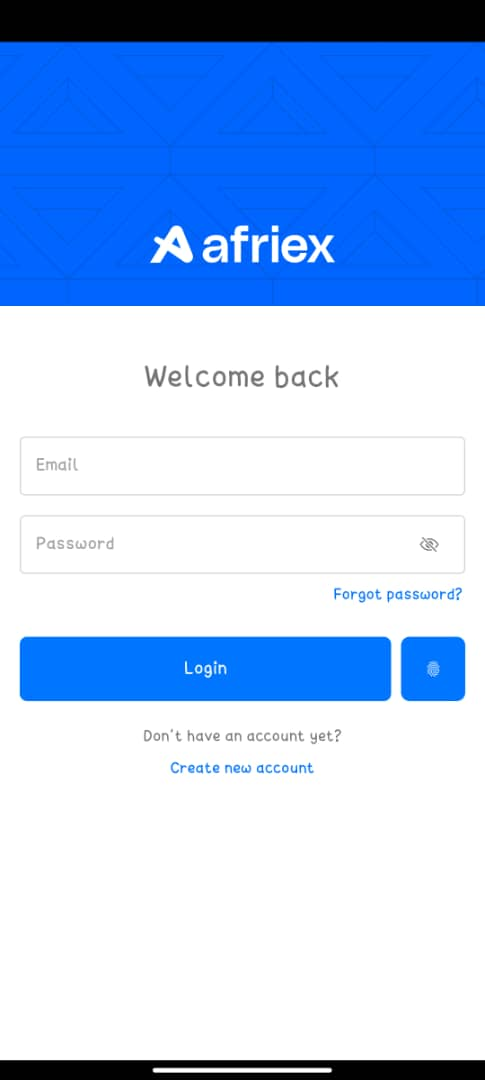 afriex
Welcome back
Email
Password
Forgot password?
Login
Don't have an account yet?
Create new account